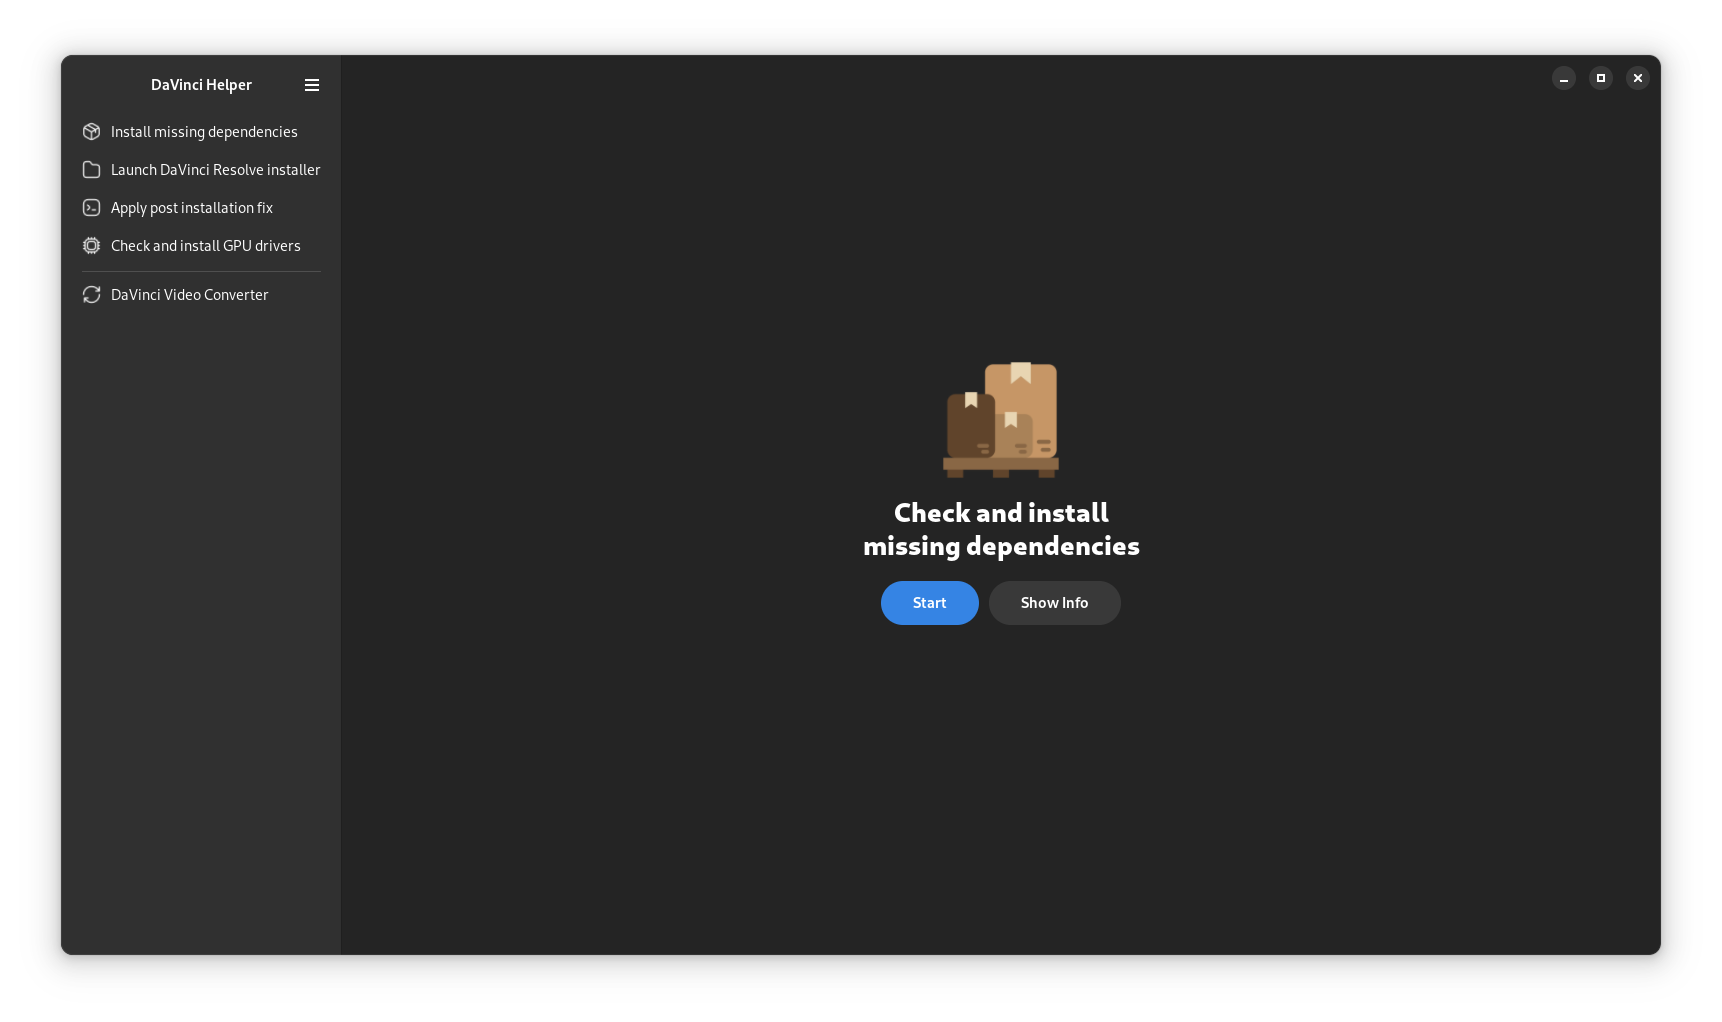 DaVinci Helper
Install missing dependencies
Launch DaVinci Resolve installer
Apply post installation fix
Check and install GPU drivers
DaVinci Video Converter
Check and install
missing dependencies
Start
Show Info